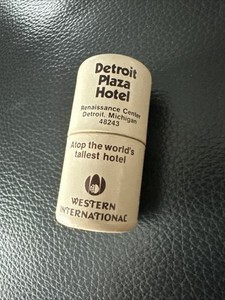 Detroit
Plaza
Hotel
Renaissance Center
Detroit, Michigan
48243
Atop the world's
tallest hotel
WESTERN
INTERNATIONAL